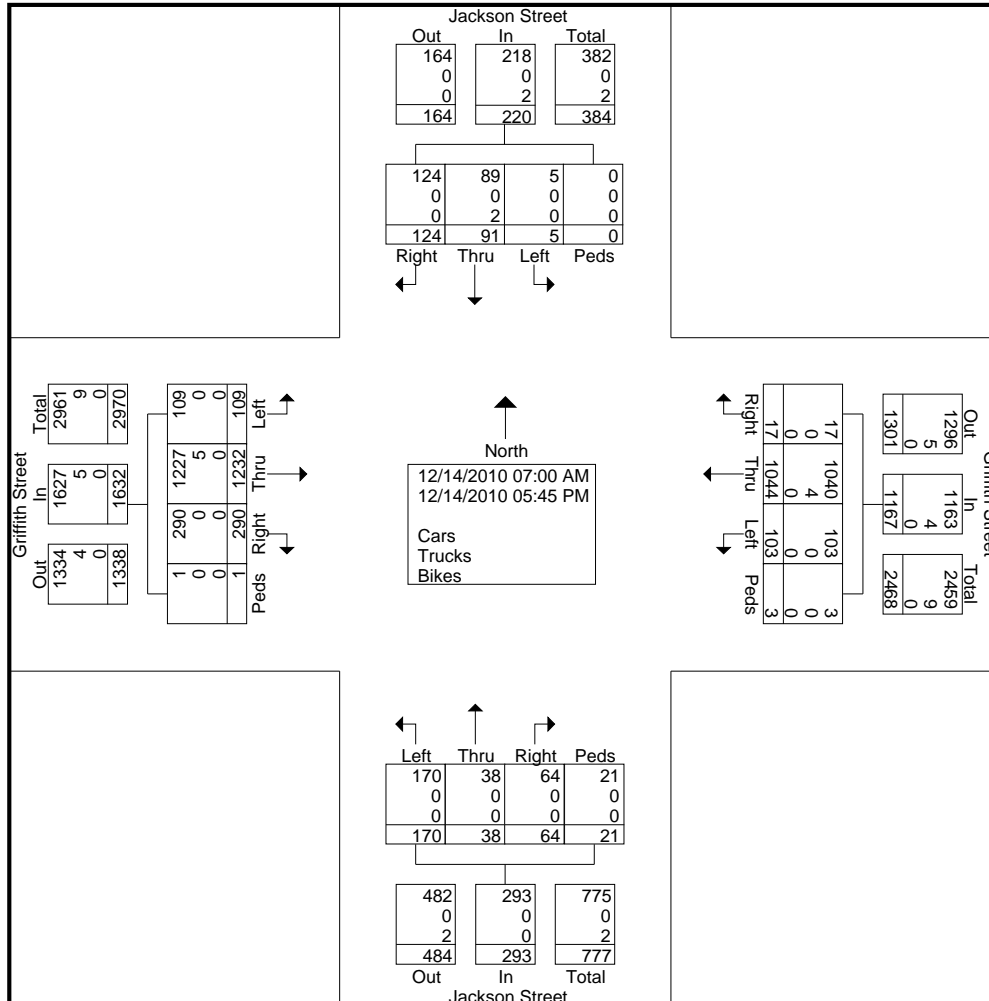 Jackson Street
Out In Total
164 218 382
0 0 0
0 2 2
164 220 384
124 89 5 0
0 0 0 0
0 2 0 0
124 91 5 0
Right Thru Left Peds
Griffith Street
Total
2961 9 0 2970
In
1627 5 0 1632
Out
1334 4 0 1338
109 0 0 109
Left
1227 5 0 1232
Thru
290 0 0 290
Right
1 0 0 1
Peds
North
12/14/2010 07:00 AM
12/14/2010 05:45 PM
Cars
Trucks
Bikes
Right
17 0 0 17
Thru
1040 4 0 1044
Left
103 0 0 103
Peds
3 0 0 3
Out
1296 5 0 1301
In
1163 4 0 1167
Total
2459 9 0 2468
Griffith Street
Left Thru Right Peds
170 38 64 21
0 0 0 0
0 0 0 0
170 38 64 21
482 293 775
0 0 0
2 0 2
484 293 777
Out In Total
Jackson Street